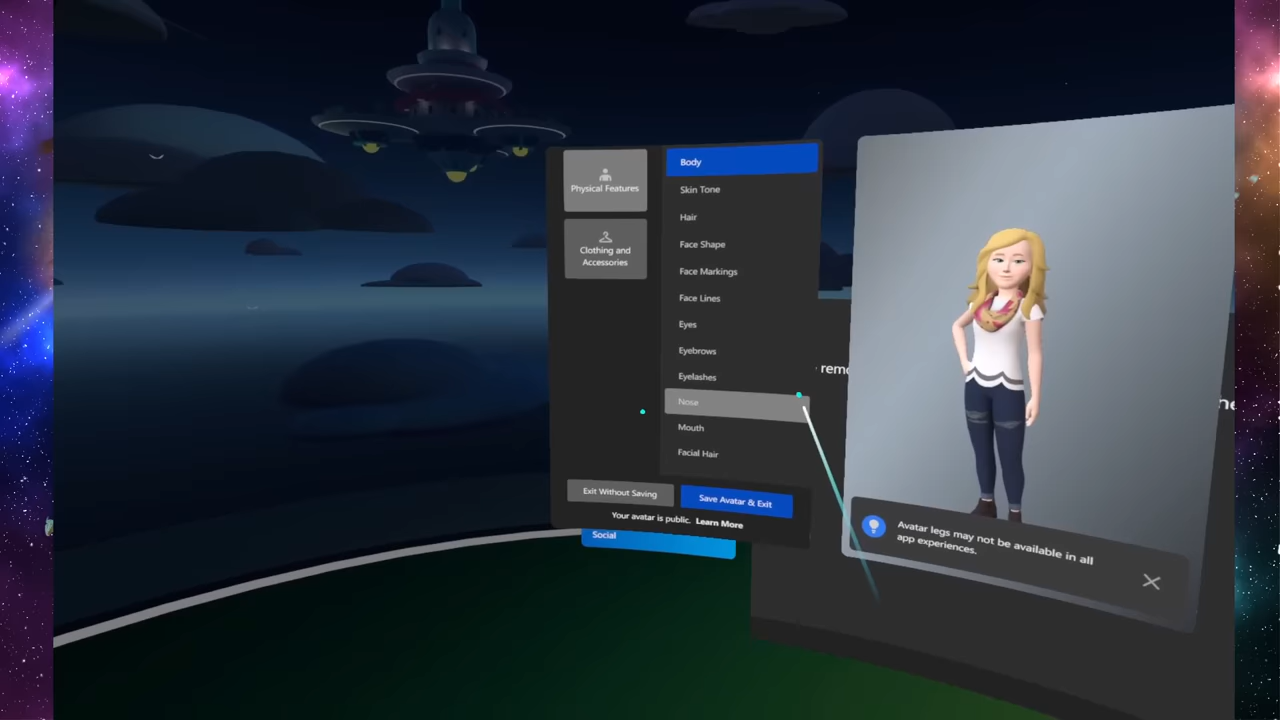 Physical Features
Clothing and
Accessories
Body
Skin Tone
Hair
Face Shape
Face Markings
Face Lines
Eyes
Eyebrows
Eyelashes
Nose
Mouth
Facial Hair
Exit Without Saving
Save Avatar & Exit
Your avatar is public. Learn More
Social
Avatar legs may not be available in all
app experiences.